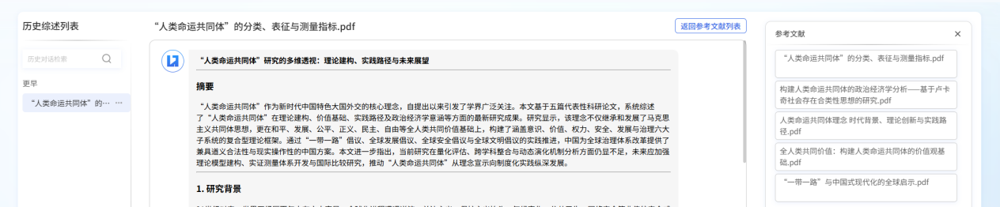 历史综述列表
历史对话检索
更早
“人类命运共同体”的… …
“人类命运共同体”的分类、表征与测量指标.pdf
返回参考文献列表
“人类命运共同体”研究的多维透视：理论建构、实践路径与未来展望
摘要
“人类命运共同体”作为新时代中国特色大国外交的核心理念，自提出以来引发了学界广泛关注。本文基于五篇代表性科研论文，系统综述
了“人类命运共同体”在理论建构、价值基础、实践路径及政治经济学意涵等方面的最新研究成果。研究显示，该理念不仅继承和发展了马克思
主义共同体思想，更在和平、发展、公平、正义、民主、自由等全人类共同价值基础上，构建了涵盖意识、价值、权力、安全、发展与治理六大
子系统的复合型理论框架。通过“一带一路”倡议、全球发展倡议、全球安全倡议与全球文明倡议的实践推进，中国为全球治理体系改革提供了
兼具道义合法性与现实操作性的中国方案。本文进一步指出，当前研究在量化评估、跨学科整合与动态演化机制分析方面仍显不足，未来应加强
理论模型建构、实证测量体系开发与国际比较研究，推动“人类命运共同体”从理念宣示向制度化实践纵深发展。
1. 研究背景
参考文献
“人类命运共同体”的分类、表征与测量指标.pdf
构建人类命运共同体的政治经济学分析——基于卢卡
奇社会存在合类性思想的研究.pdf
人类命运共同体理念 时代背景、理论创新与实践路
径.pdf
全人类共同价值：构建人类命运共同体的价值观基
础.pdf
“一带一路”与中国式现代化的全球启示.pdf